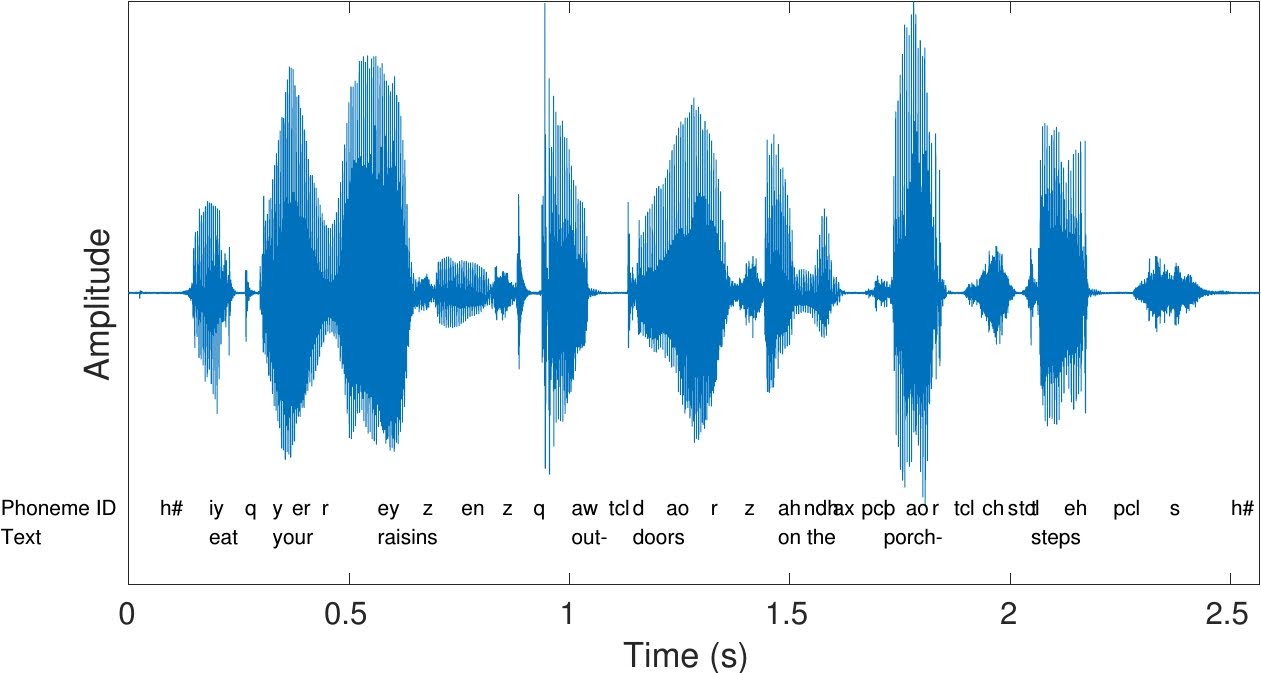 Amplitude
Phoneme ID h# iy q y er r ey z en z q aw tcl d ao r z ah n dh ax pcl p ao r tcl ch s tcl t eh pcl s h#
Text eat your raisins out- doors on the porch- steps
0 0.5 1 1.5 2 2.5
Time (s)